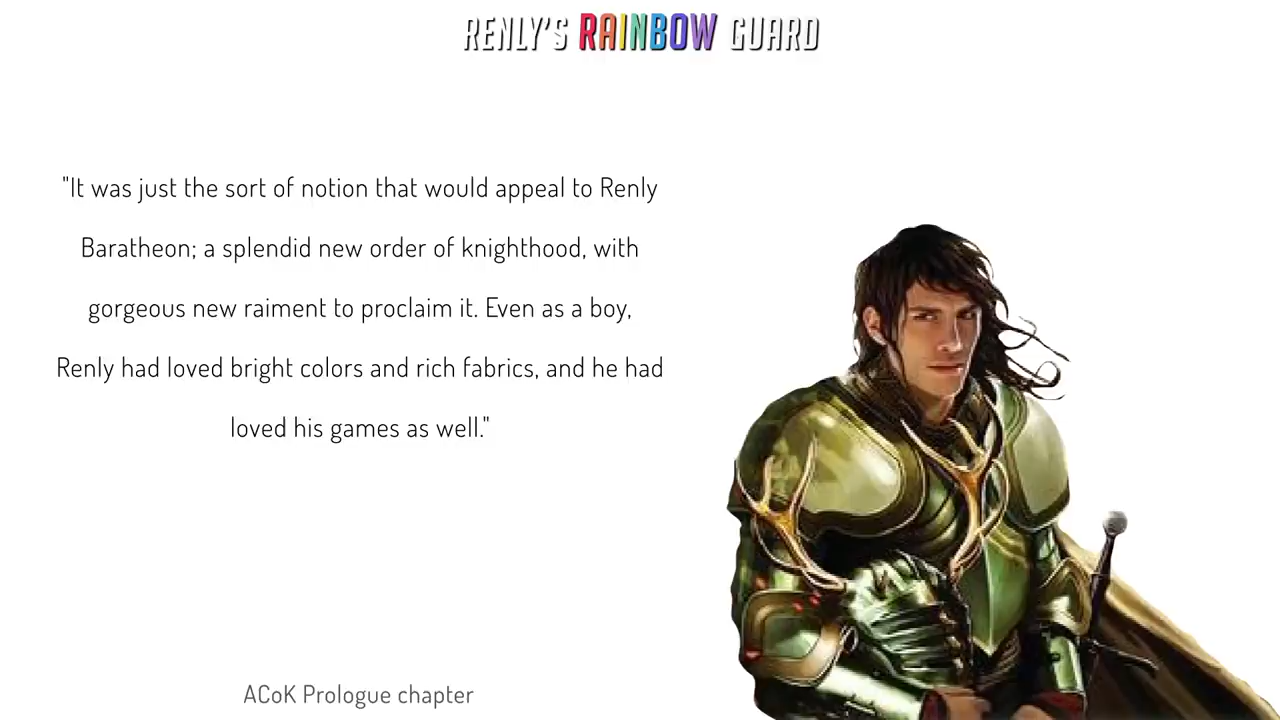 RENLY'S RAINBOW GUARD
"It was just the sort of notion that would appeal to Renly
Baratheon; a splendid new order of knighthood, with
gorgeous new raiment to proclaim it. Even as a boy,
Renly had loved bright colors and rich fabrics, and he had
loved his games as well."
ACoK Prologue chapter